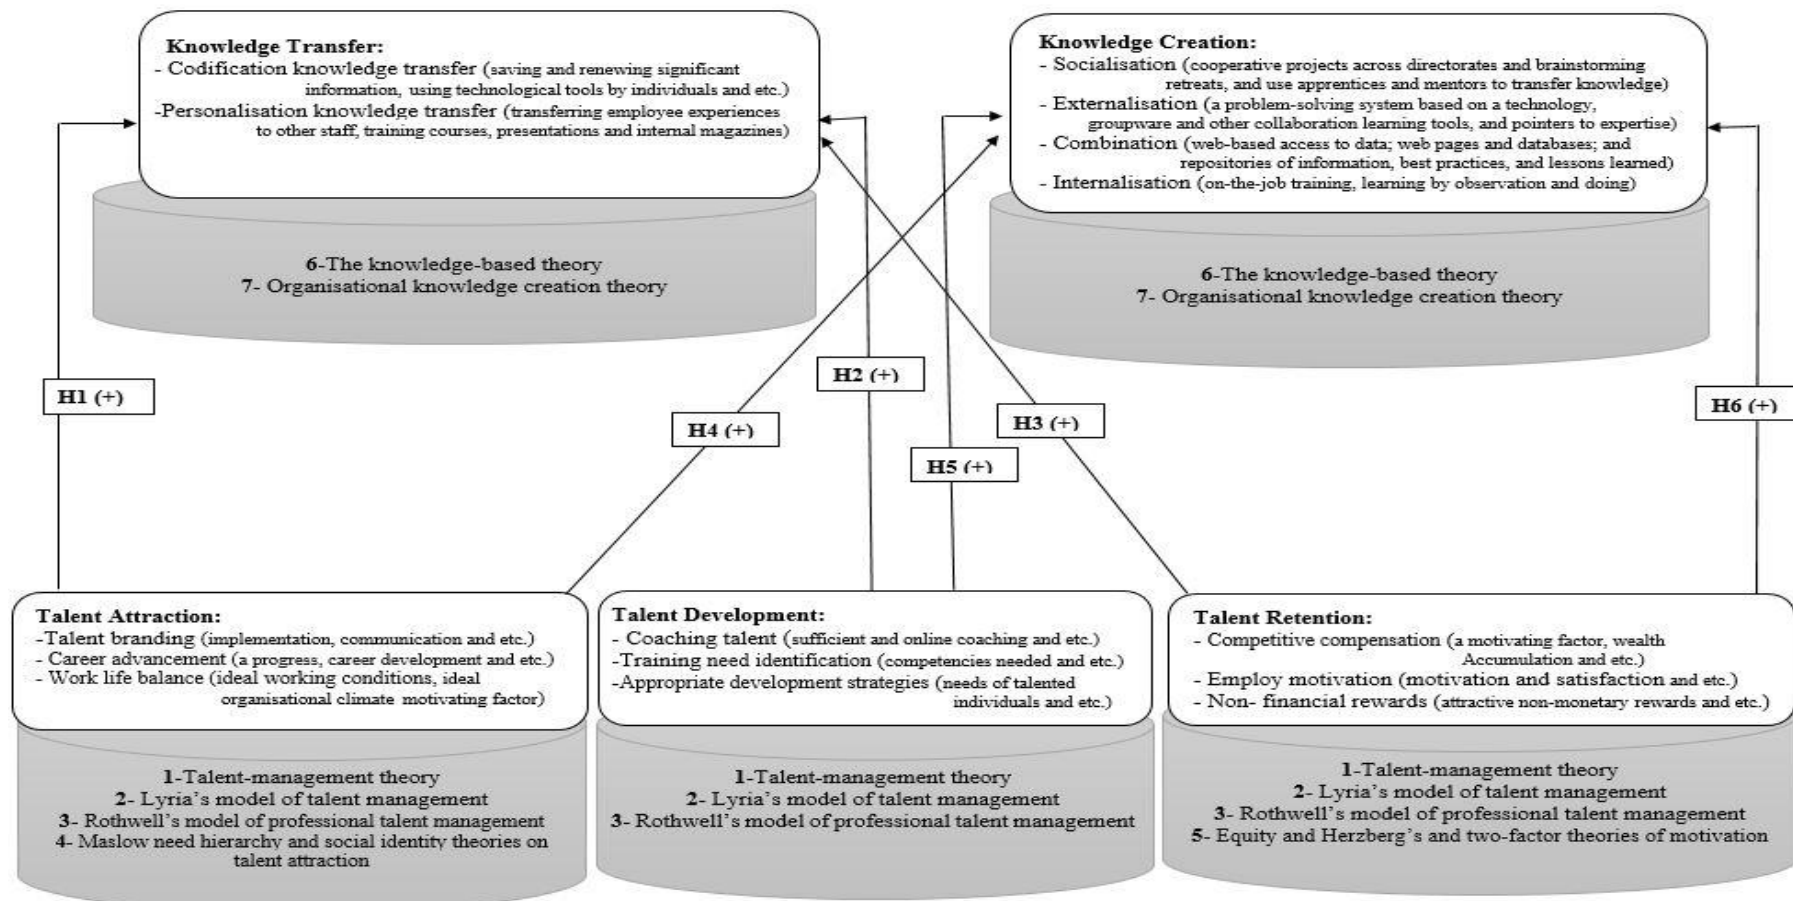 Knowledge Transfer:
- Codification knowledge transfer (saving and renewing significant
information, using technological tools by individuals and etc.)
-Personalisation knowledge transfer (transferring employee experiences
to other staff, training courses, presentations and internal magazines)
6-The knowledge-based theory
7- Organisational knowledge creation theory
Knowledge Creation:
- Socialisation (cooperative projects across directorates and brainstorming
retreats, and use apprentices and mentors to transfer knowledge)
- Externalisation (a problem-solving system based on a technology,
groupware and other collaboration learning tools, and pointers to expertise)
- Combination (web-based access to data; web pages and databases; and
repositories of information, best practices, and lessons learned)
- Internalisation (on-the-job training, learning by observation and doing)
6-The knowledge-based theory
7- Organisational knowledge creation theory
H1 (+)
H4 (+)
H2 (+)
H5 (+)
H3 (+)
H6 (+)
Talent Attraction:
-Talent branding (implementation, communication and etc.)
- Career advancement (a progress, career development and etc.)
- Work life balance (ideal working conditions, ideal
organisational climate motivating factor)
1-Talent-management theory
2- Lyria's model of talent management
3- Rothwell's model of professional talent management
4- Maslow need hierarchy and social identity theories on
talent attraction
Talent Development:
- Coaching talent (sufficient and online coaching and etc.)
-Training need identification (competencies needed and etc.)
-Appropriate development strategies (needs of talented
individuals and etc.)
1-Talent-management theory
2- Lyria's model of talent management
3- Rothwell's model of professional talent management
Talent Retention:
- Competitive compensation (a motivating factor, wealth
Accumulation and etc.)
- Employ motivation (motivation and satisfaction and etc.)
- Non- financial rewards (attractive non-monetary rewards and etc.)
1-Talent-management theory
2- Lyria's model of talent management
3- Rothwell's model of professional talent management
5- Equity and Herzberg's and two-factor theories of motivation